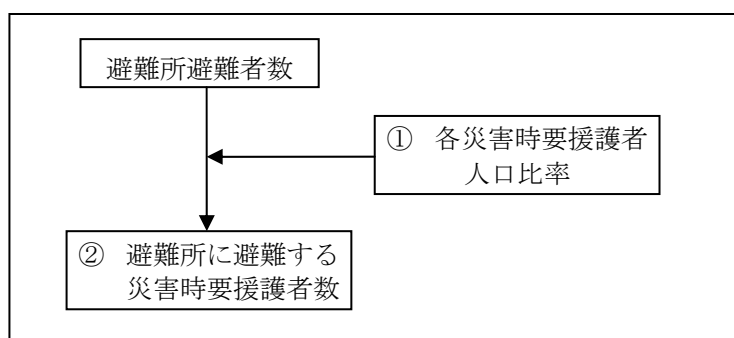 避難所避難者数
① 各災害時要援護者
人口比率
② 避難所に避難する
災害時要援護者数